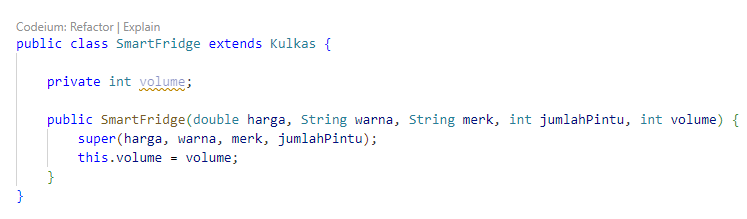 Codeium: Refactor | Explain
public class SmartFridge extends Kulkas {
private int volume;
public SmartFridge(double harga, String warna, String merk, int jumlahPintu, int volume) {
super(harga, warna, merk, jumlahPintu);
this.volume = volume;
}
}